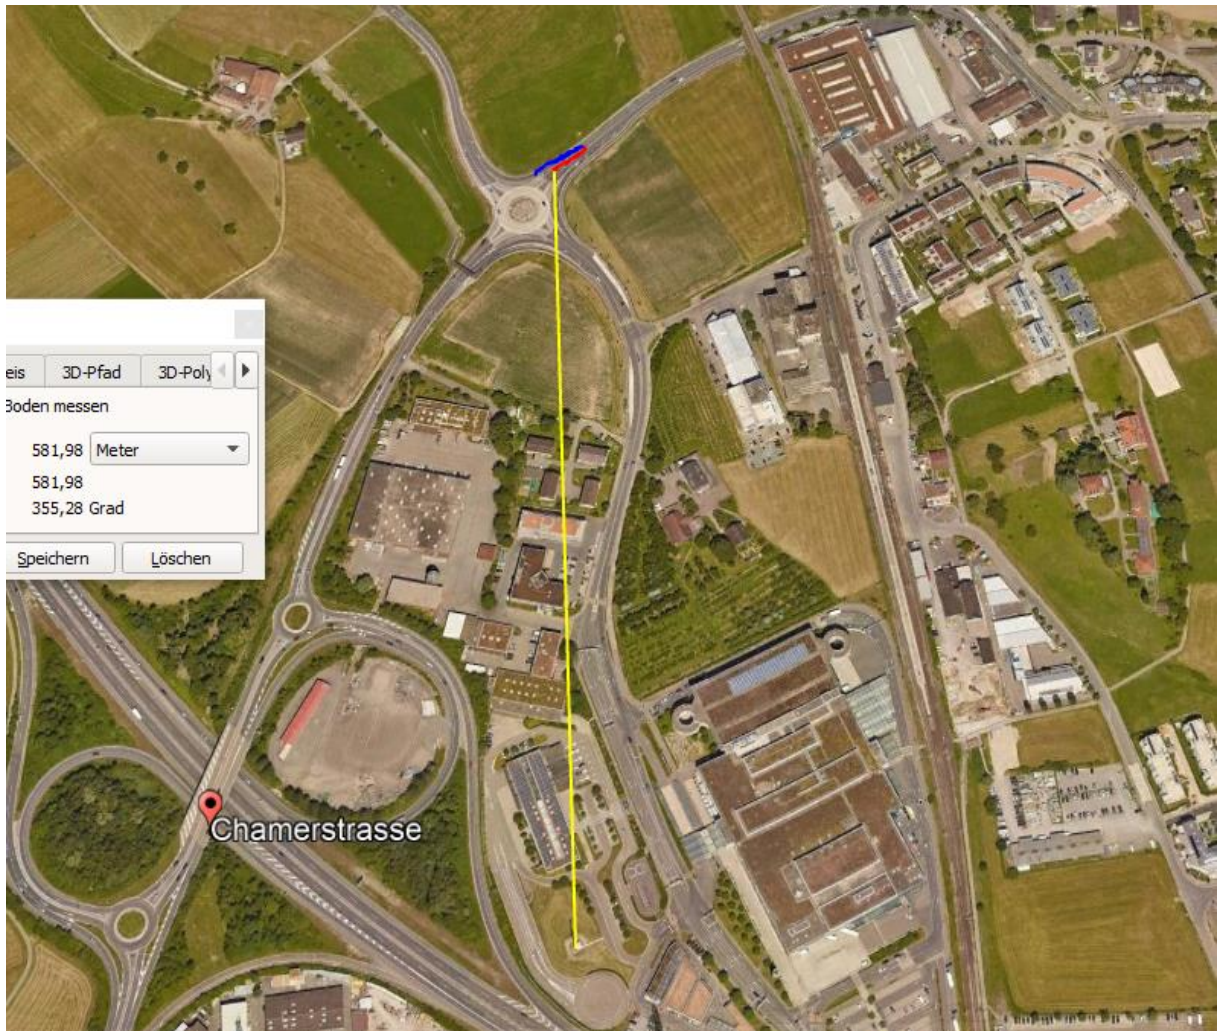 eis 3D-Pfad 3D-Poly
Boden messen
581,98 Meter
581,98
355,28 Grad
Speichern Löschen
Chamerstrasse